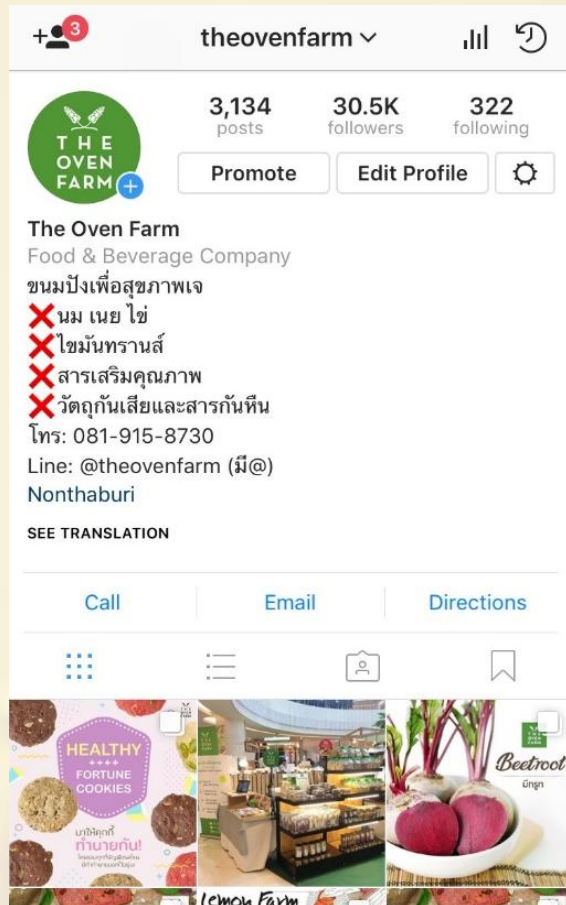 3
theovenfarm
3,134 30.5K 322
posts followers following
THE
OVEN
FARM
Promote Edit Profile
The Oven Farm
Food & Beverage Company
ขนมปังเพื่อสุขภาพเจ
❌นม เนย ไข่
❌ไขมันทรานส์
❌สารเสริมคุณภาพ
❌วัตถุกันเสียและสารกันหืน
โทร: 081-915-8730
Line: @theovenfarm (มี@)
Nonthaburi
SEE TRANSLATION
Call Email Directions
HEALTHY
++++
FORTUNE
COOKIES
มาให้คุกกี้
ทำนายกัน!
Beetroot
บีทรูท
Lemon Farm